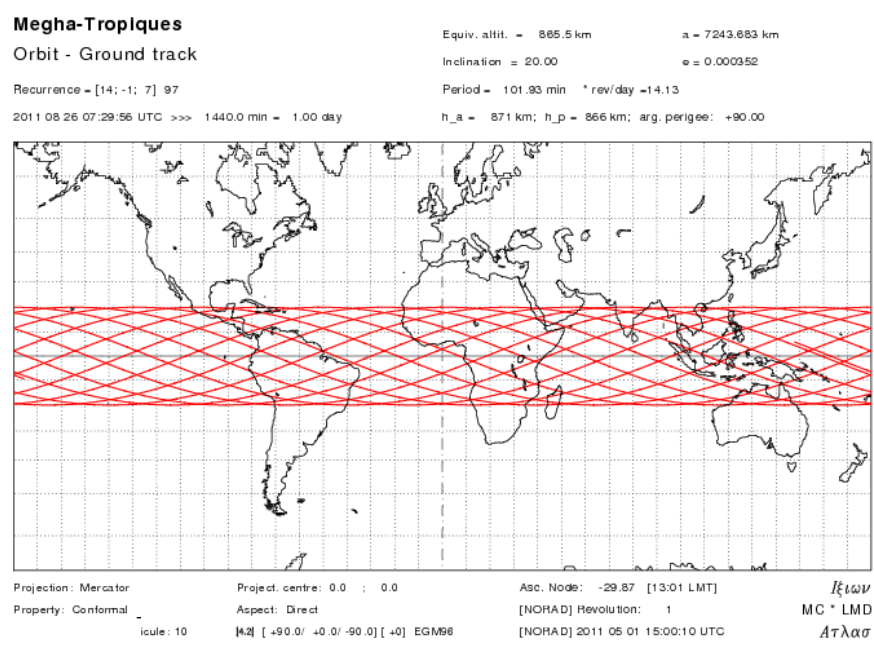 Megha-Tropiques
Orbit - Ground track
Equiv. altit. = 865.5 km a = 7243.683 km
Inclination = 20.00 e = 0.000352
Recurrence = [14; -1; 7] 97
Period = 101.93 min * rev/day =14.13
2011 08 26 07:29:56 UTC >>> 1440.0 min = 1.00 day
h_a = 871 km; h_p = 866 km; arg. perigee: +90.00
Projection: Mercator Project. centre: 0.0 ; 0.0 Asc. Node: -29.87 [13:01 LMT] Ιξιων
Property: Conformal Aspect: Direct [NORAD] Revolution: 1 MC * LMD
icule: 10 [4.2] [ +90.0/ +0.0/ -90.0] [ +0] EGM96 [NORAD] 2011 05 01 15:00:10 UTC Ατλασ